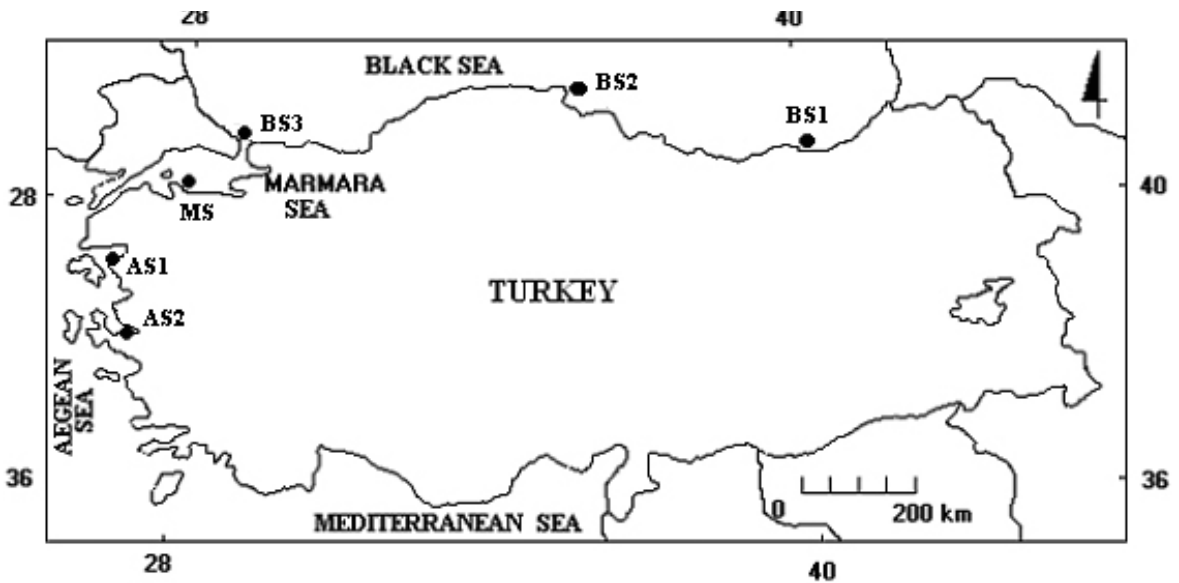 28
40
BLACK SEA
BS2
BS3
BS1
28
MARMARA
SEA
40
MS
AS1
TURKEY
AS2
AEGEAN
SEA
36
36
0
200 km
MEDITERRANEAN SEA
28
40